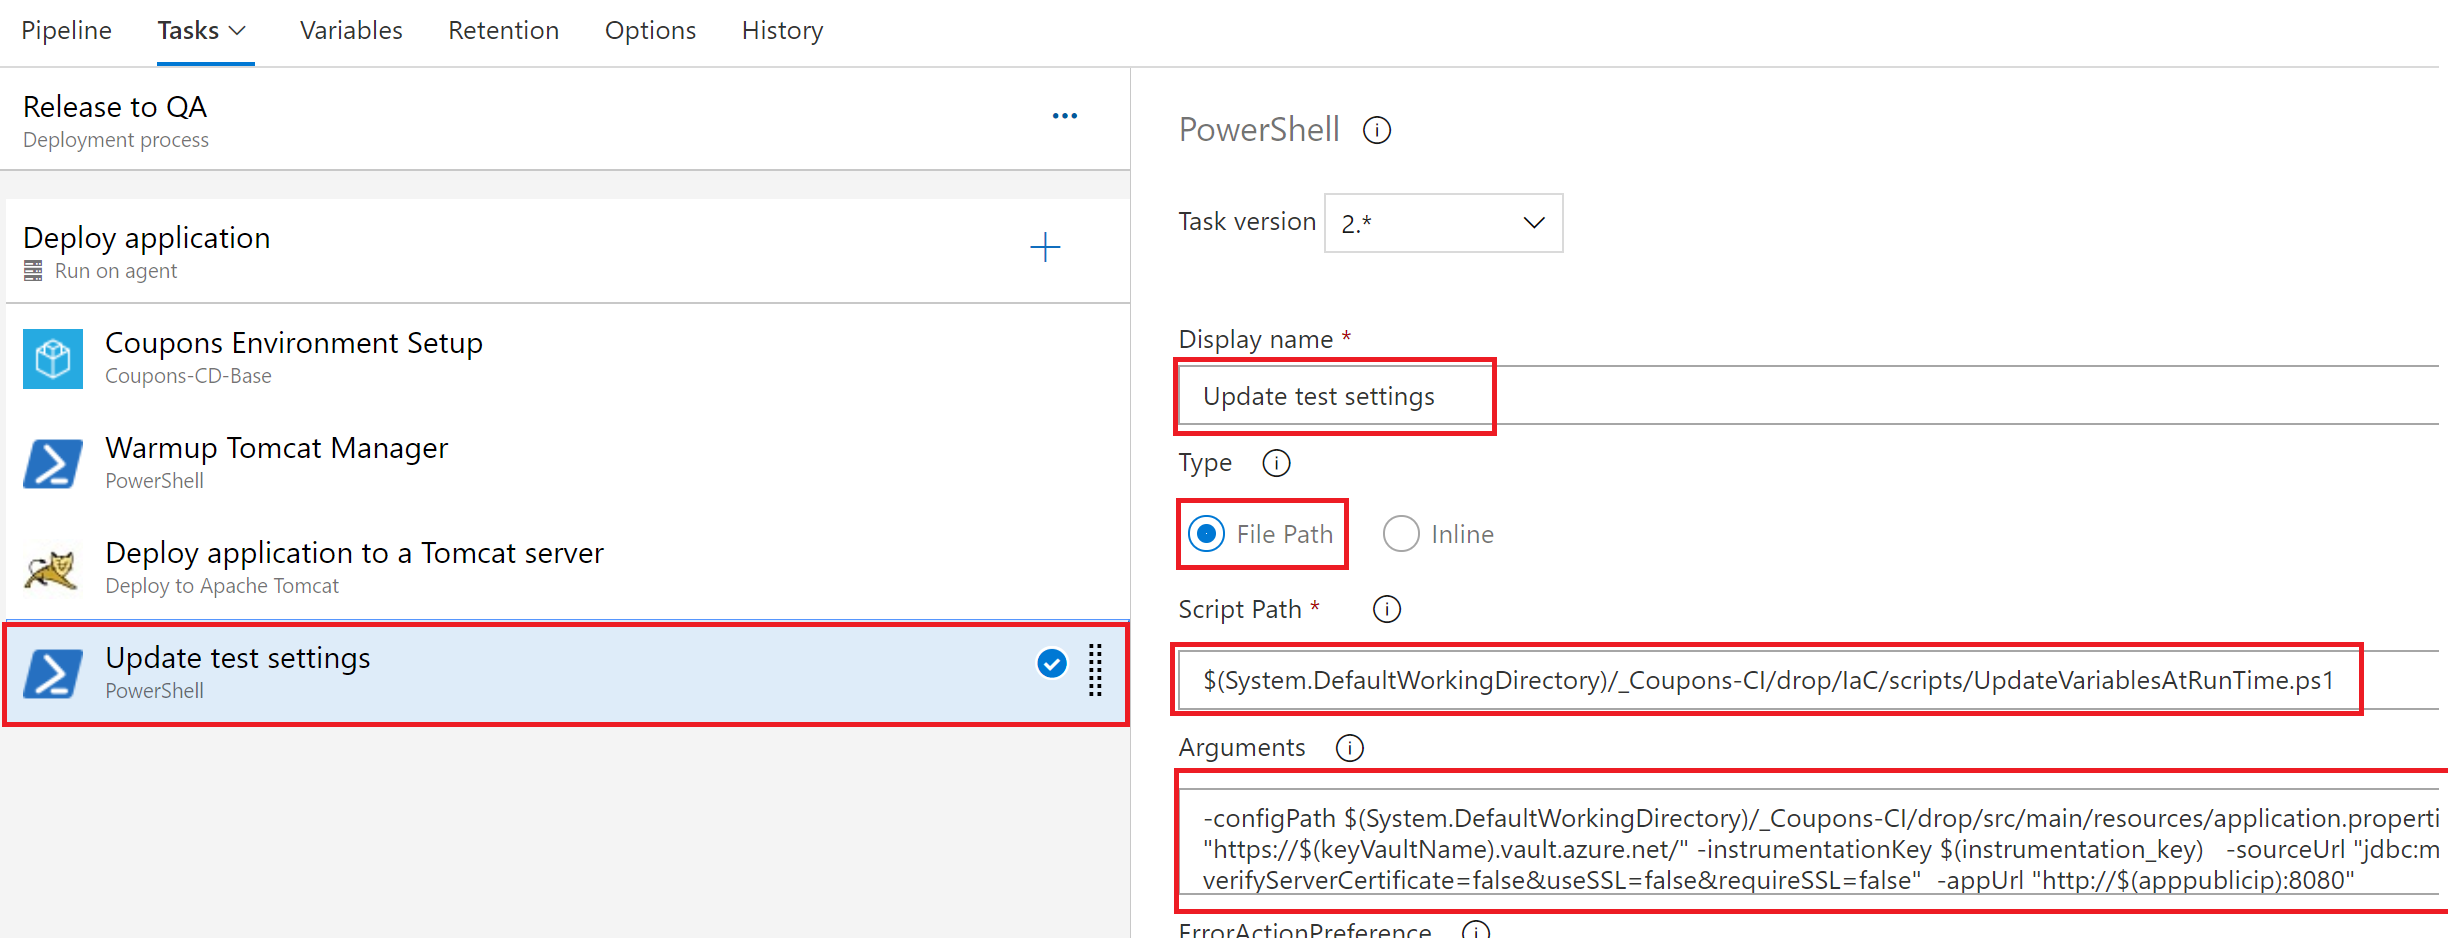 Pipeline Tasks Variables Retention Options History
Release to QA
Deployment process
Deploy application
Run on agent
Coupons Environment Setup
Coupons-CD-Base
Warmup Tomcat Manager
PowerShell
Deploy application to a Tomcat server
Deploy to Apache Tomcat
Update test settings
PowerShell
PowerShell
Task version 2.*
Display name *
Update test settings
Type
File Path Inline
Script Path *
$(System.DefaultWorkingDirectory)/_Coupons-CI/drop/IaC/scripts/UpdateVariablesAtRunTime.ps1
Arguments
-configPath $(System.DefaultWorkingDirectory)/_Coupons-CI/drop/src/main/resources/application.properti
"https://$(keyVaultName).vault.azure.net/" -instrumentationKey $(instrumentation_key) -sourceUrl "jdbc:m
verifyServerCertificate=false&useSSL=false&requireSSL=false" -appUrl "http://$(apppublicip):8080"
ErrorActionPreference